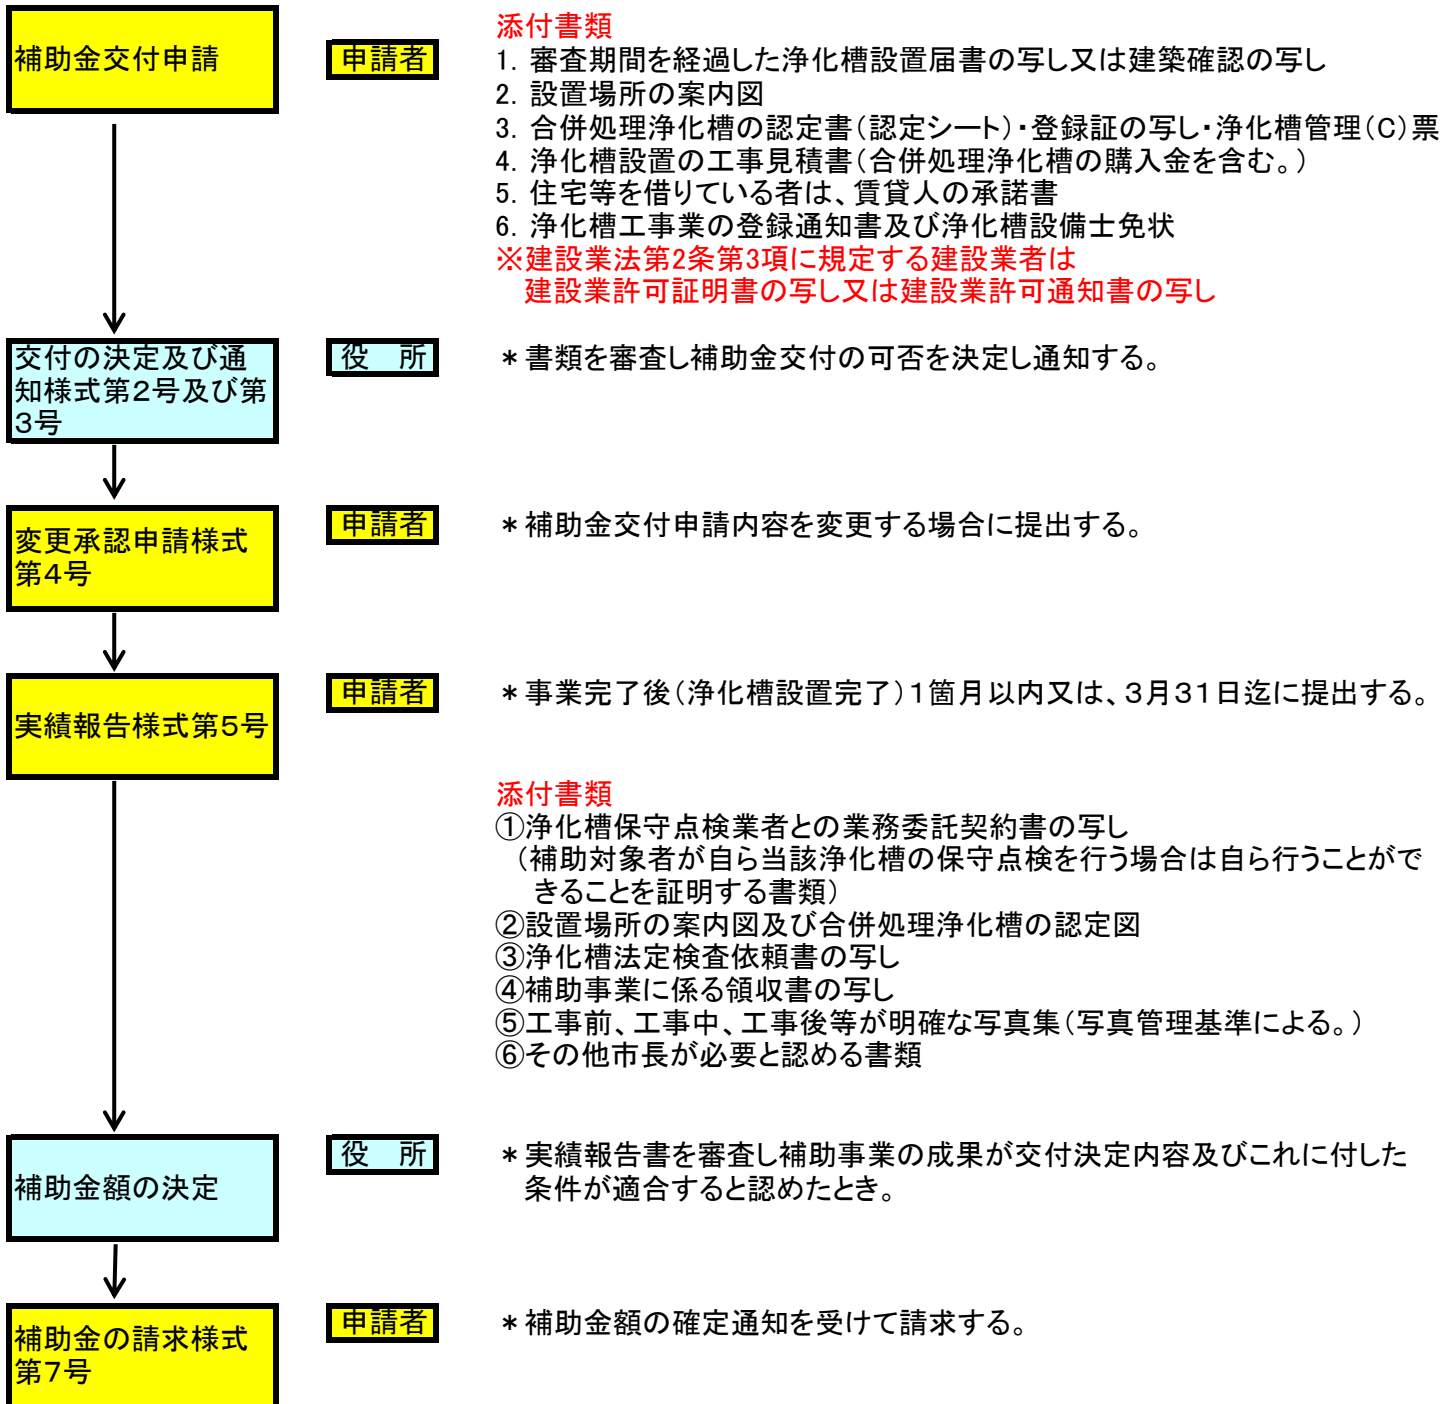 補助金交付申請
申請者
添付書類
1. 審査期間を経過した浄化槽設置届書の写し又は建築確認の写し
2. 設置場所の案内図
3. 合併処理浄化槽の認定書(認定シート)・登録証の写し・浄化槽管理(C)票
4. 浄化槽設置の工事見積書(合併処理浄化槽の購入金を含む。)
5. 住宅等を借りている者は、賃貸人の承諾書
6. 浄化槽工事業の登録通知書及び浄化槽設備士免状
※建設業法第2条第3項に規定する建設業者は
建設業許可証明書の写し又は建設業許可通知書の写し
交付の決定及び通
知様式第2号及び第
3号
役 所
*書類を審査し補助金交付の可否を決定し通知する。
変更承認申請様式
第4号
申請者
*補助金交付申請内容を変更する場合に提出する。
実績報告様式第5号
申請者
*事業完了後(浄化槽設置完了)1箇月以内又は、3月31日迄に提出する。
添付書類
①浄化槽保守点検業者との業務委託契約書の写し
(補助対象者が自ら当該浄化槽の保守点検を行う場合は自ら行うことがで
きることを証明する書類)
②設置場所の案内図及び合併処理浄化槽の認定図
③浄化槽法定検査依頼書の写し
④補助事業に係る領収書の写し
⑤工事前、工事中、工事後等が明確な写真集(写真管理基準による。)
⑥その他市長が必要と認める書類
補助金額の決定
役 所
*実績報告書を審査し補助事業の成果が交付決定内容及びこれに付した
条件が適合すると認めたとき。
補助金の請求様式
第7号
申請者
*補助金額の確定通知を受けて請求する。